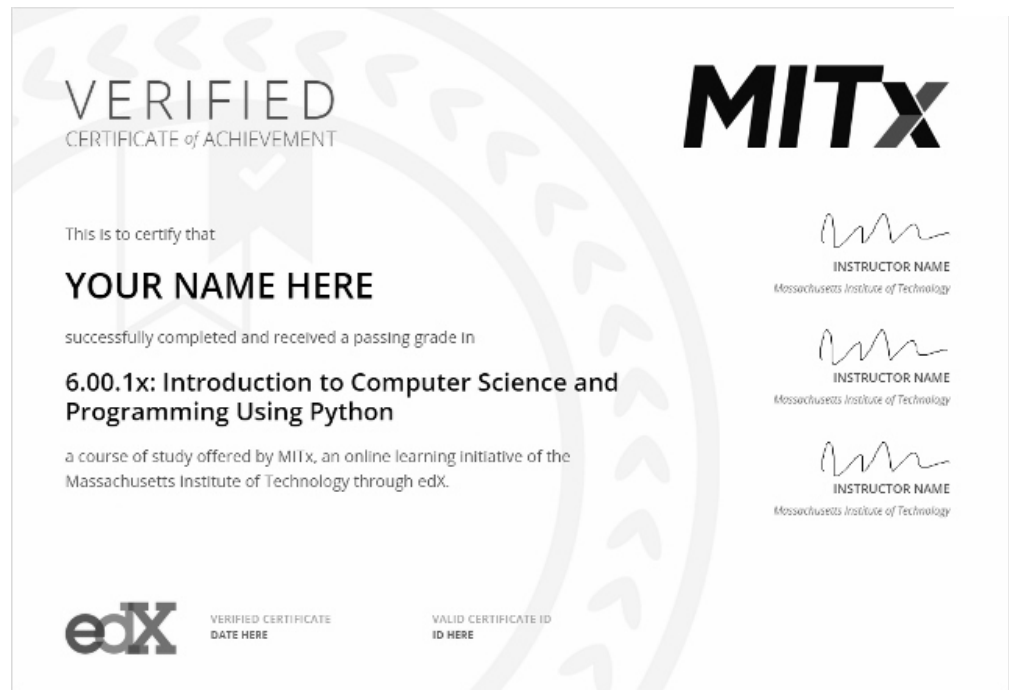 VERIFIED
CERTIFICATE of ACHIEVEMENT
MITx
This is to certify that
YOUR NAME HERE
successfully completed and received a passing grade in
6.00.1x: Introduction to Computer Science and
Programming Using Python
a course of study offered by MITx, an online learning initiative of the
Massachusetts Institute of Technology through edX.
INSTRUCTOR NAME
Massachusetts Institute of Technology
INSTRUCTOR NAME
Massachusetts Institute of Technology
INSTRUCTOR NAME
Massachusetts Institute of Technology
edX
VERIFIED CERTIFICATE
DATE HERE
VALID CERTIFICATE ID
ID HERE